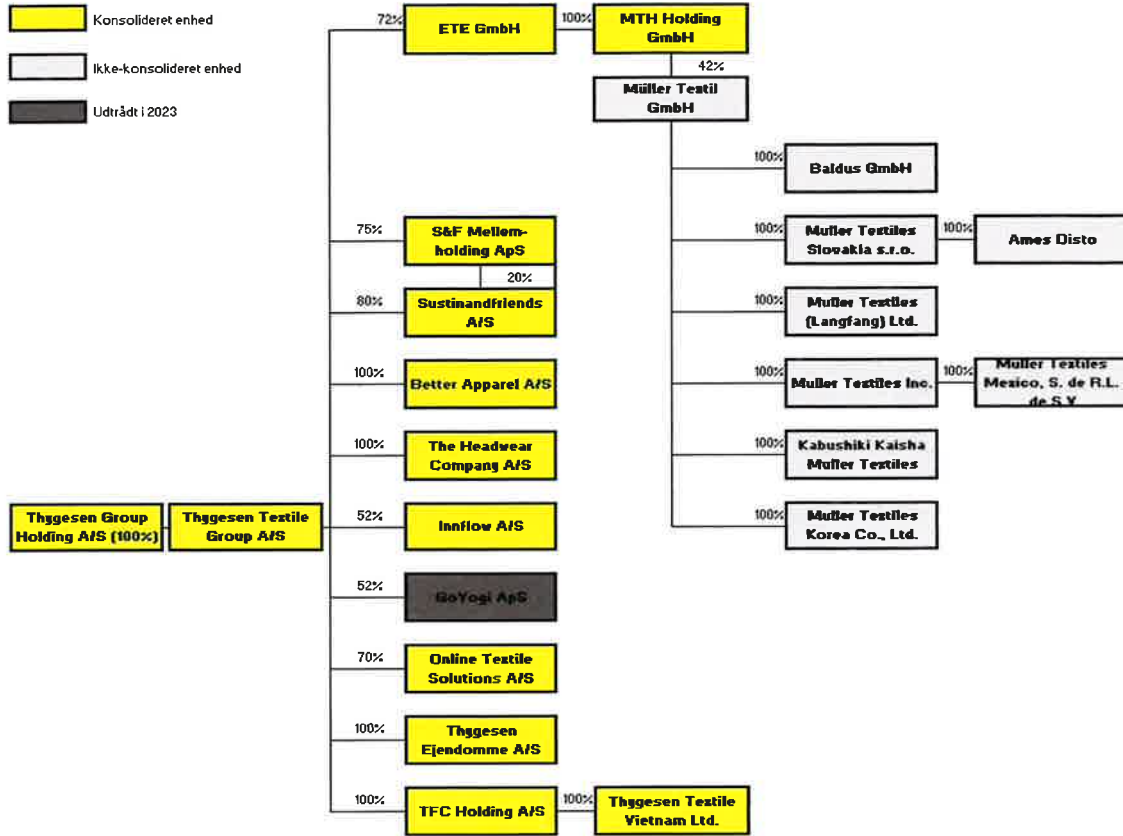 Konsolideret enhed
Ikke-konsolideret enhed
Udtrådt i 2023
72%
ETE GmbH
100%
MTH Holding
GmbH
42%
Müller Textil
GmbH
100%
Baldus GmbH
75%
S&F Mellem-
holding ApS
20%
100%
Muller Textiles
Slovakia s.r.o.
100%
Ames Disto
80%
Sustinandfriends
A/S
100%
Muller Textiles
(Langfang) Ltd.
100%
Better Apparel A/S
100%
Muller Textiles Inc.
100%
Muller Textiles
Mexico, S. de R.L.
de S.V
100%
The Headwear
Company A/S
100%
Kabushiki Kaisha
Muller Textiles
Thygesen Group
Holding A/S (100%)
Thygesen Textile
Group A/S
52%
Innflow A/S
100%
Muller Textiles
Korea Co., Ltd.
52%
GoYogi ApS
70%
Online Textile
Solutions A/S
100%
Thygesen
Ejendomme A/S
100%
TFC Holding A/S
100%
Thygesen Textile
Vietnam Ltd.